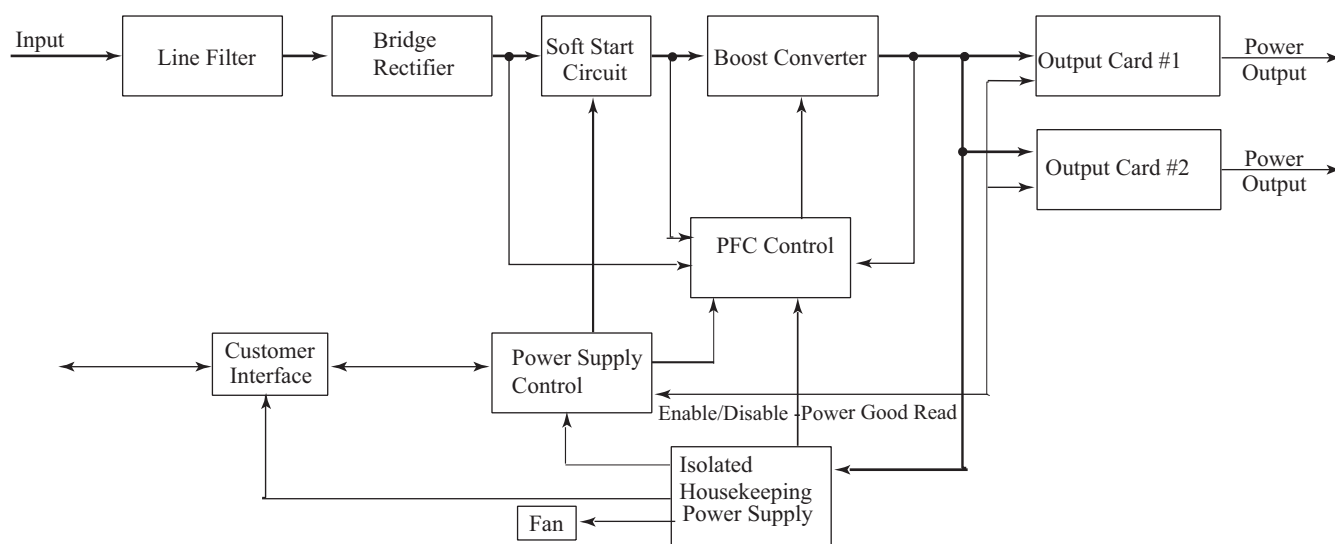 Input
Line Filter
Bridge
Rectifier
Soft Start
Circuit
Boost Converter
Output Card #1
Power
Output
Output Card #2
Power
Output
PFC Control
Customer
Interface
Power Supply
Control
Enable/Disable -Power Good Read
Isolated
Housekeeping
Power Supply
Fan